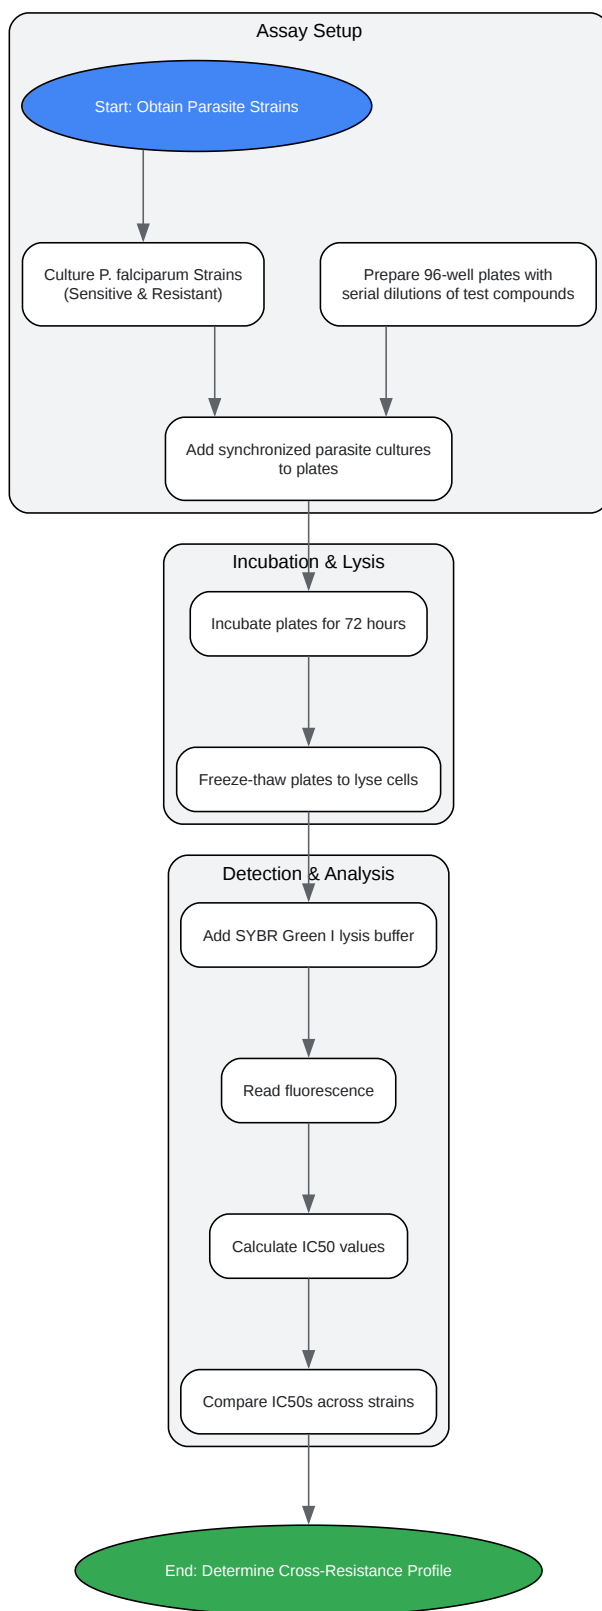 Assay Setup
Start: Obtain Parasite Strains
Culture P. falciparum Strains
(Sensitive & Resistant)
Prepare 96-well plates with
serial dilutions of test compounds
Add synchronized parasite cultures
to plates
Incubation & Lysis
Incubate plates for 72 hours
Freeze-thaw plates to lyse cells
Detection & Analysis
Add SYBR Green I lysis buffer
Read fluorescence
Calculate IC50 values
Compare IC50s across strains
End: Determine Cross-Resistance Profile